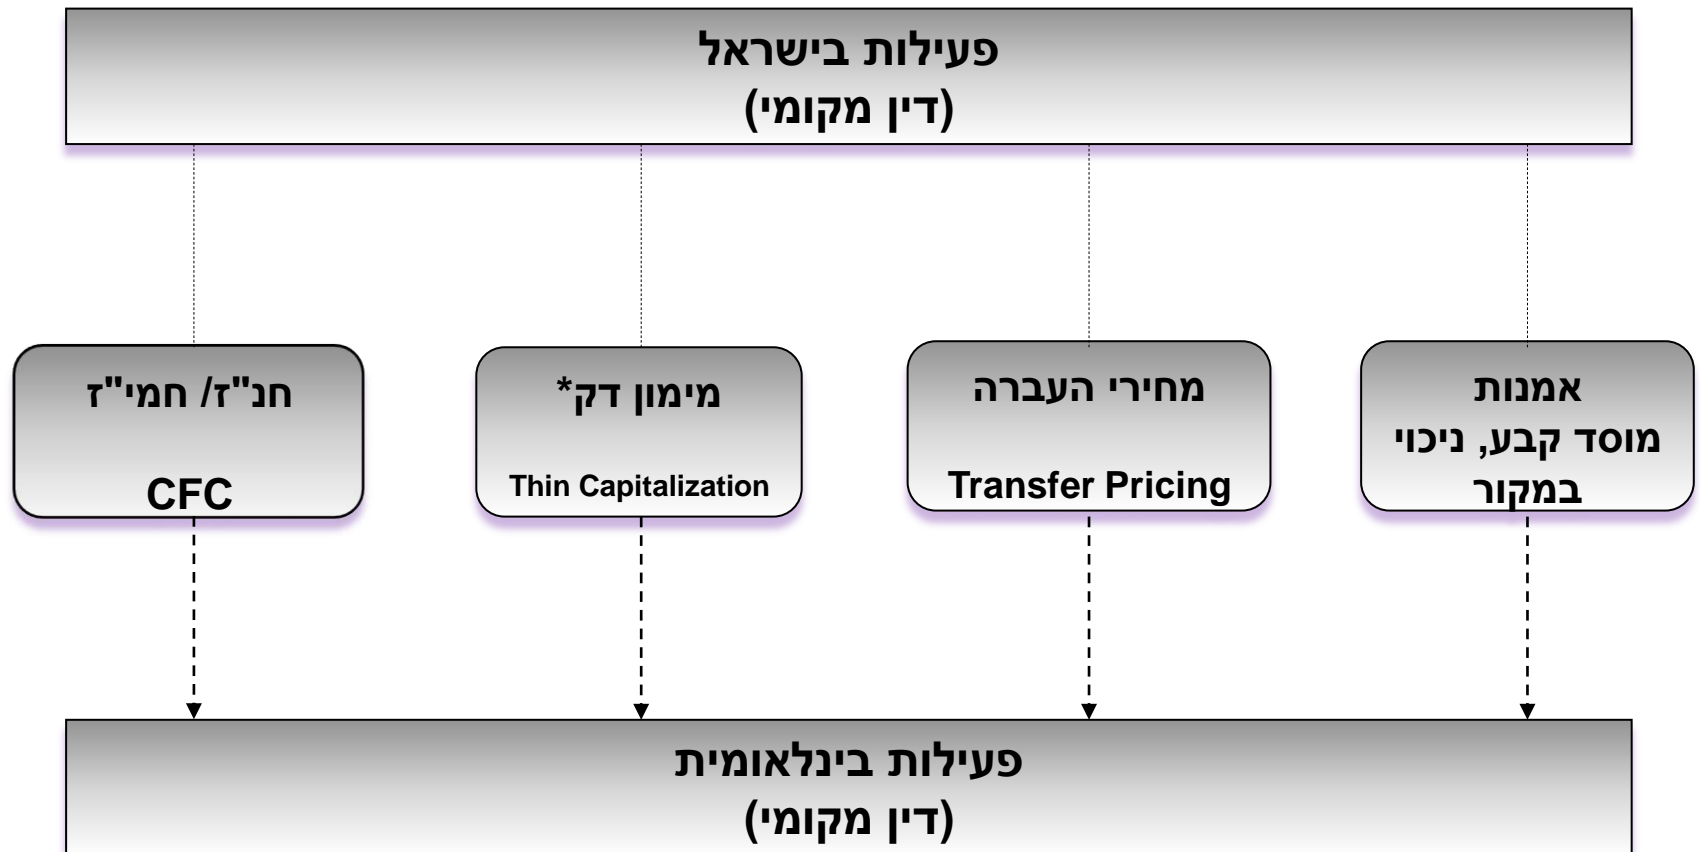 פעילות בישראל
(דין מקומי)
אמנות
מוסד קבע, ניכוי
במקור
מחירי העברה
Transfer Pricing
מימון דק*
Thin Capitalization
חנ"ז/ חמי"ז
CFC
פעילות בינלאומית
(דין מקומי)